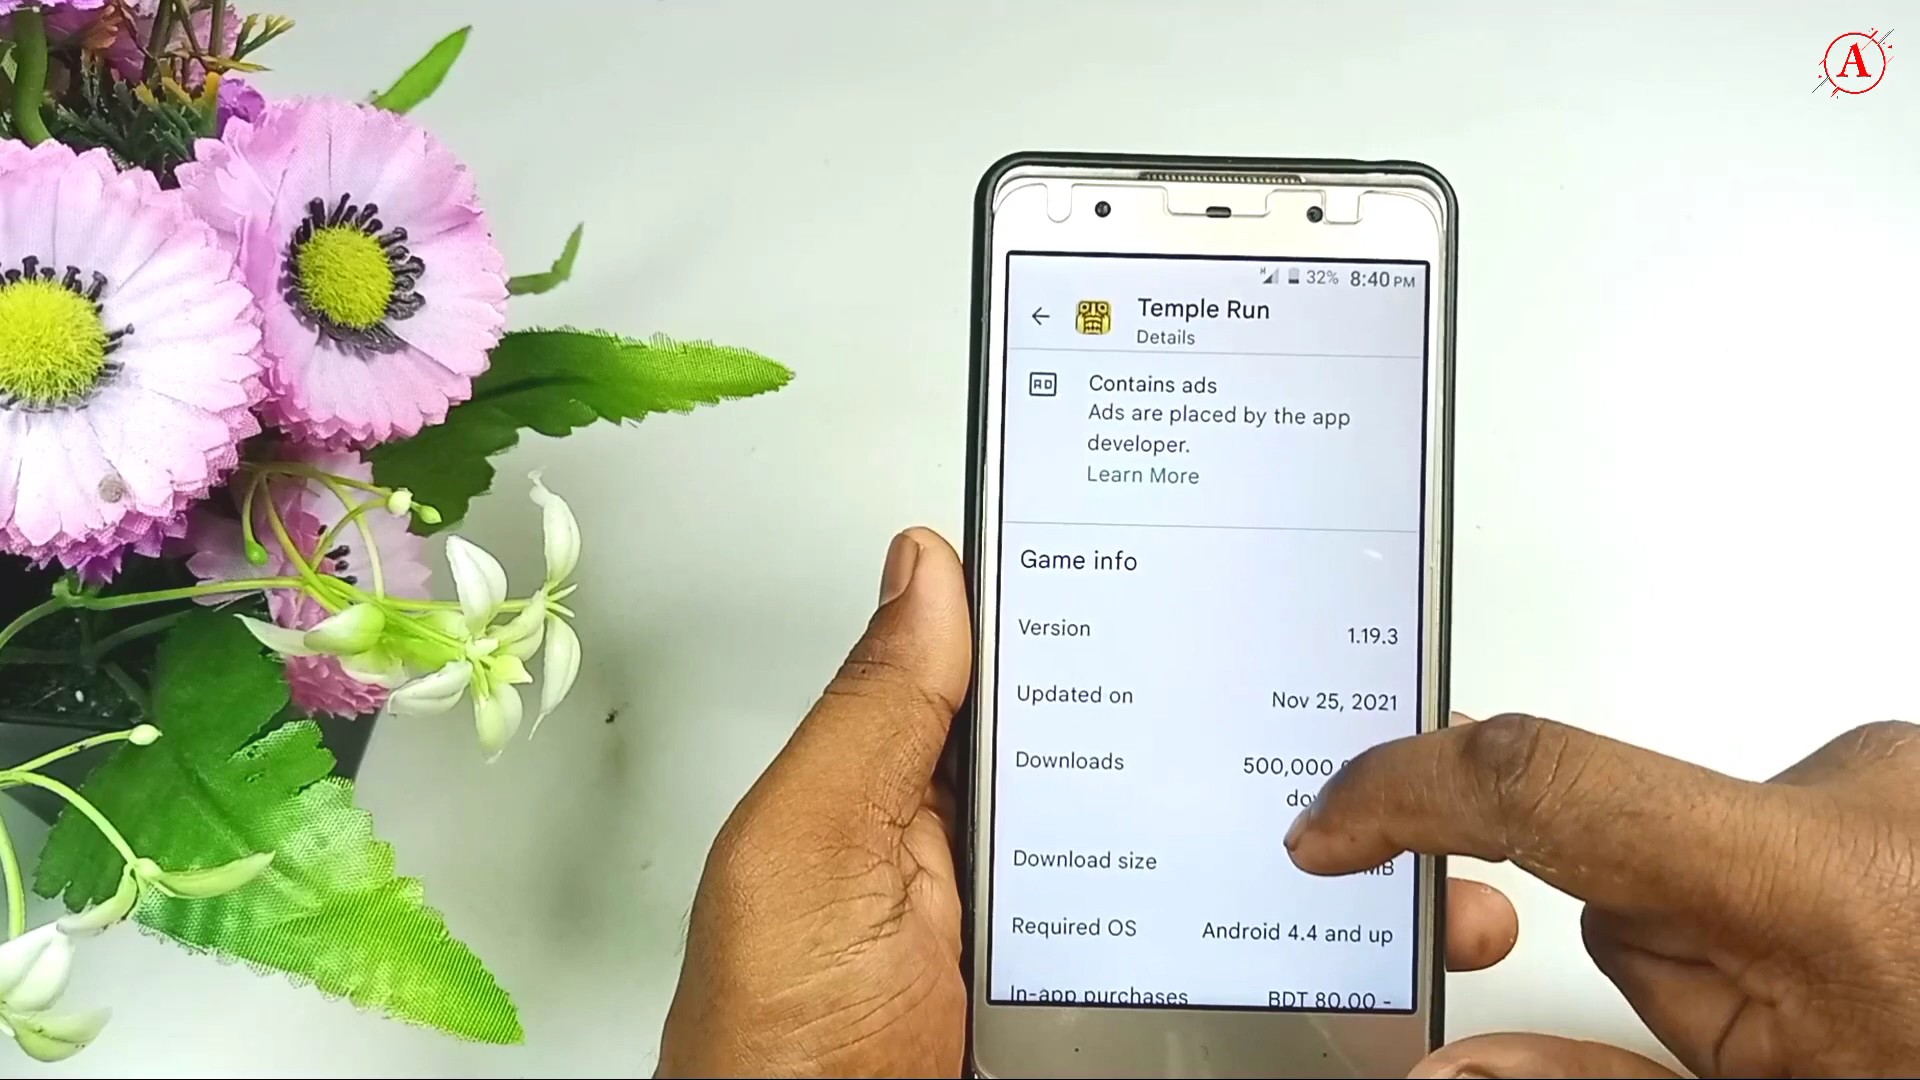 A
32% 8:40 PM
Temple Run
Details
AD
Contains ads
Ads are placed by the app
developer.
Learn More
Game info
Version 1.19.3
Updated on Nov 25, 2021
Downloads 500,000
Download size MB
Required OS Android 4.4 and up
In-app purchases BDT 80.00 -